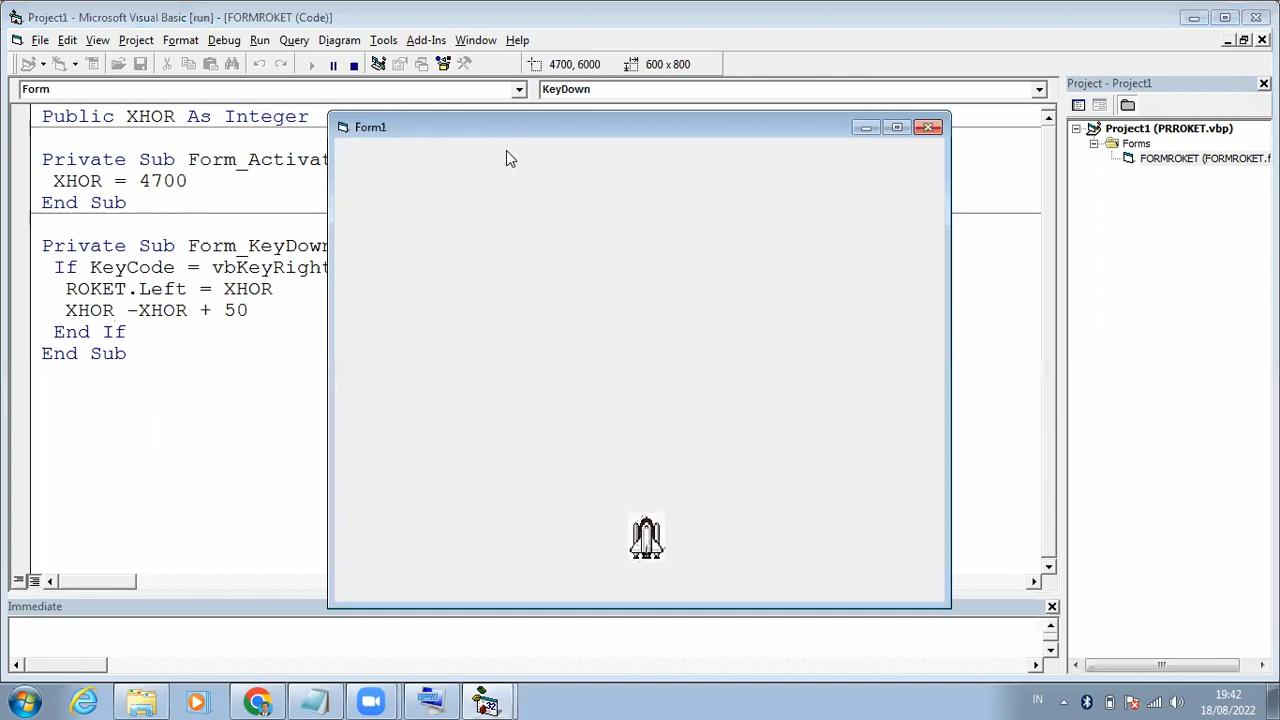 Project1 - Microsoft Visual Basic [run] - [FORMROKET (Code)]
File Edit View Project Format Debug Run Query Diagram Tools Add-Ins Window Help
4700, 6000 600 x 800
Form KeyDown
Project - Project1
Public XHOR As Integer
Form1
Project1 (PRROKET.vbp)
Forms
FORMROKET (FORMROKET.f
Private Sub Form_Activat
XHOR = 4700
End Sub
Private Sub Form_KeyDown
If KeyCode = vbKeyRight
ROKET.Left = XHOR
XHOR -XHOR + 50
End If
End Sub
Immediate
32
IN
19:42
18/08/2022